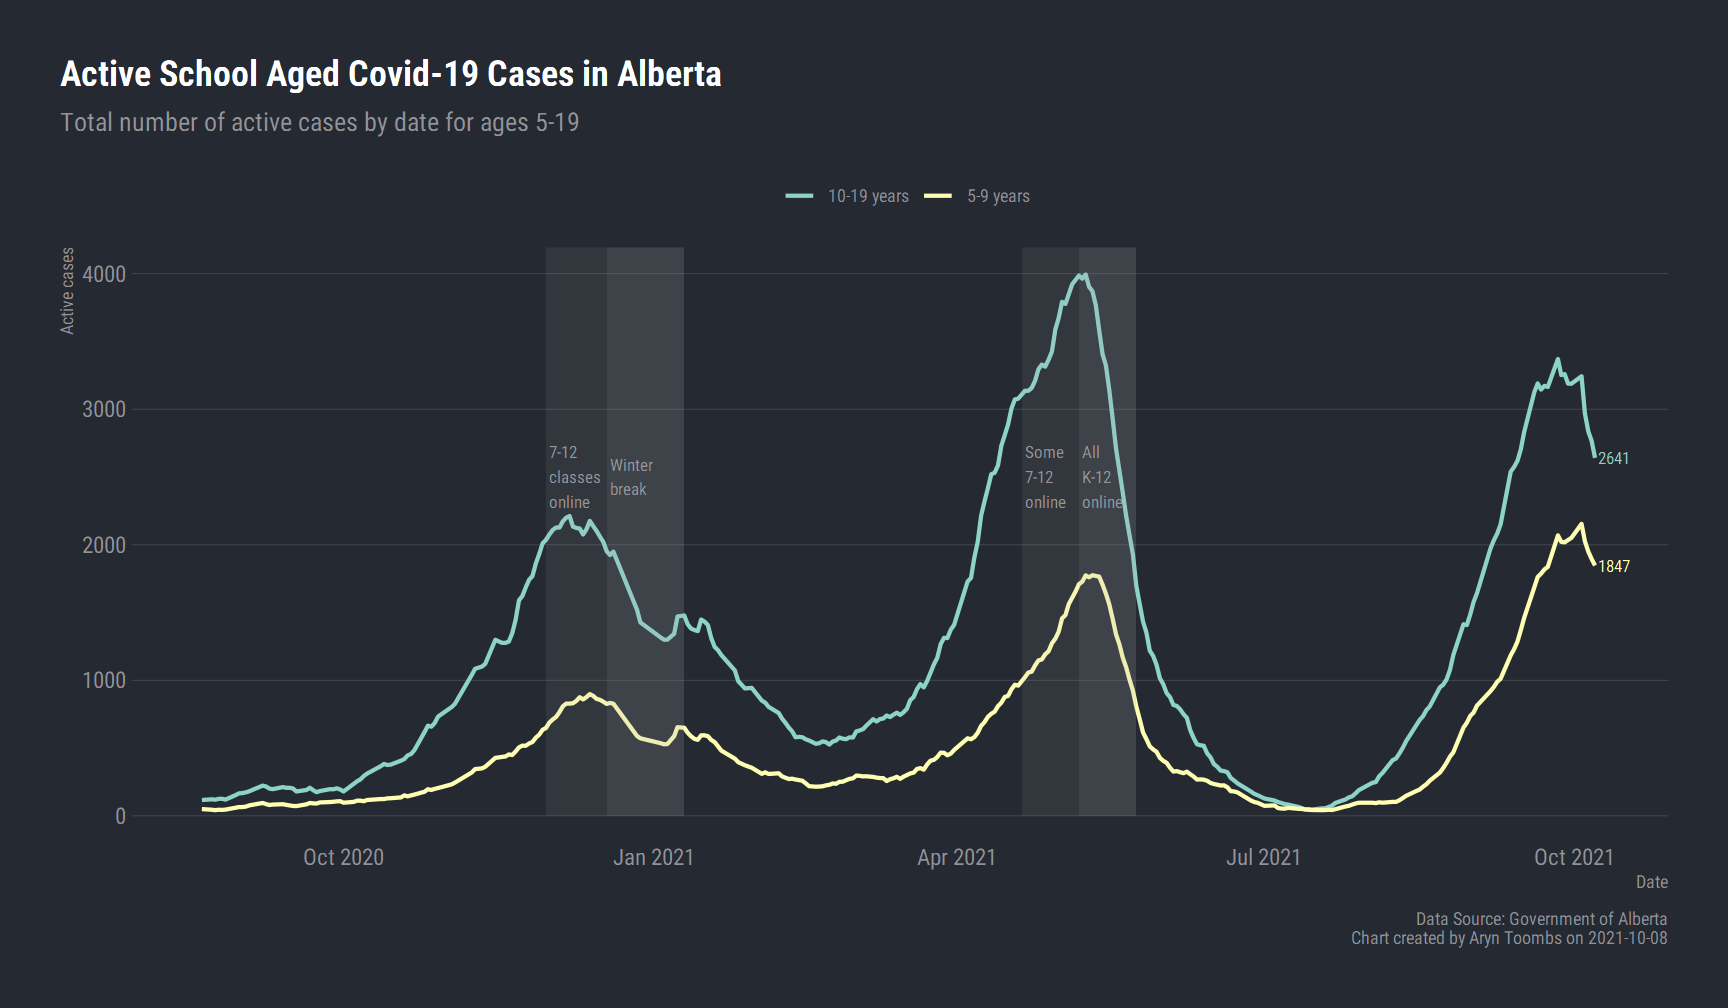 Active School Aged Covid-19 Cases in Alberta
Total number of active cases by date for ages 5-19
10-19 years
5-9 years
Active cases
4000
3000
2000
1000
0
7-12
classes
online
Winter
break
Some
7-12
online
All
K-12
online
2641
1847
Oct 2020
Jan 2021
Apr 2021
Jul 2021
Oct 2021
Date
Data Source: Government of Alberta
Chart created by Aryn Toombs on 2021-10-08